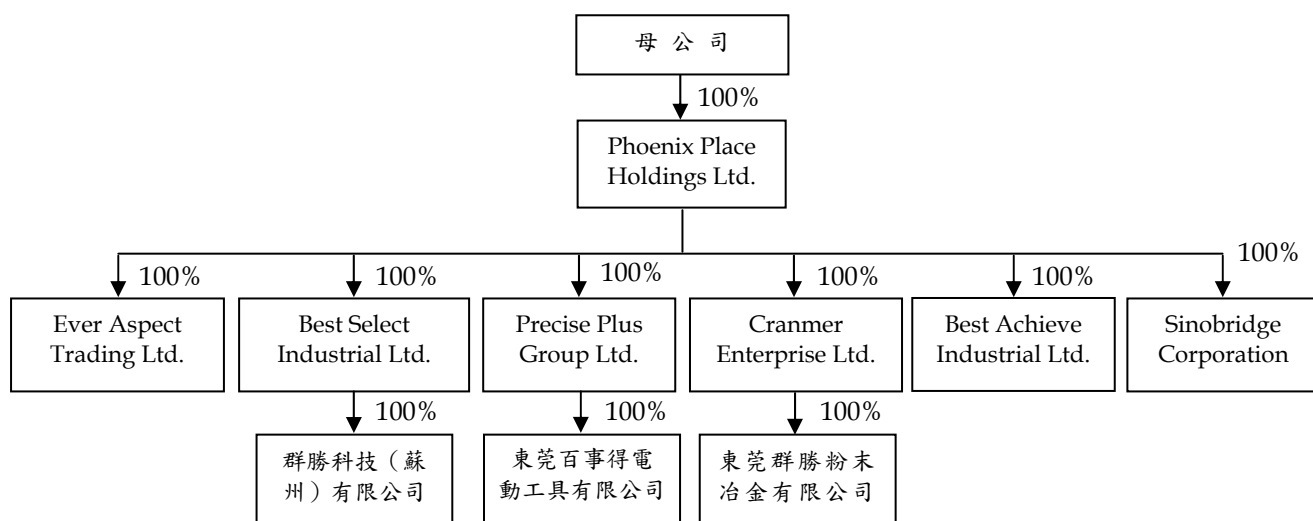 母 公 司
100%
Phoenix Place
Holdings Ltd.
100%
100%
100%
100%
100%
100%
Ever Aspect
Trading Ltd.
Best Select
Industrial Ltd.
Precise Plus
Group Ltd.
Cranmer
Enterprise Ltd.
Best Achieve
Industrial Ltd.
Sinobridge
Corporation
100%
100%
100%
群勝科技（蘇
州）有限公司
東莞百事得電
動工具有限公司
東莞群勝粉末
冶金有限公司